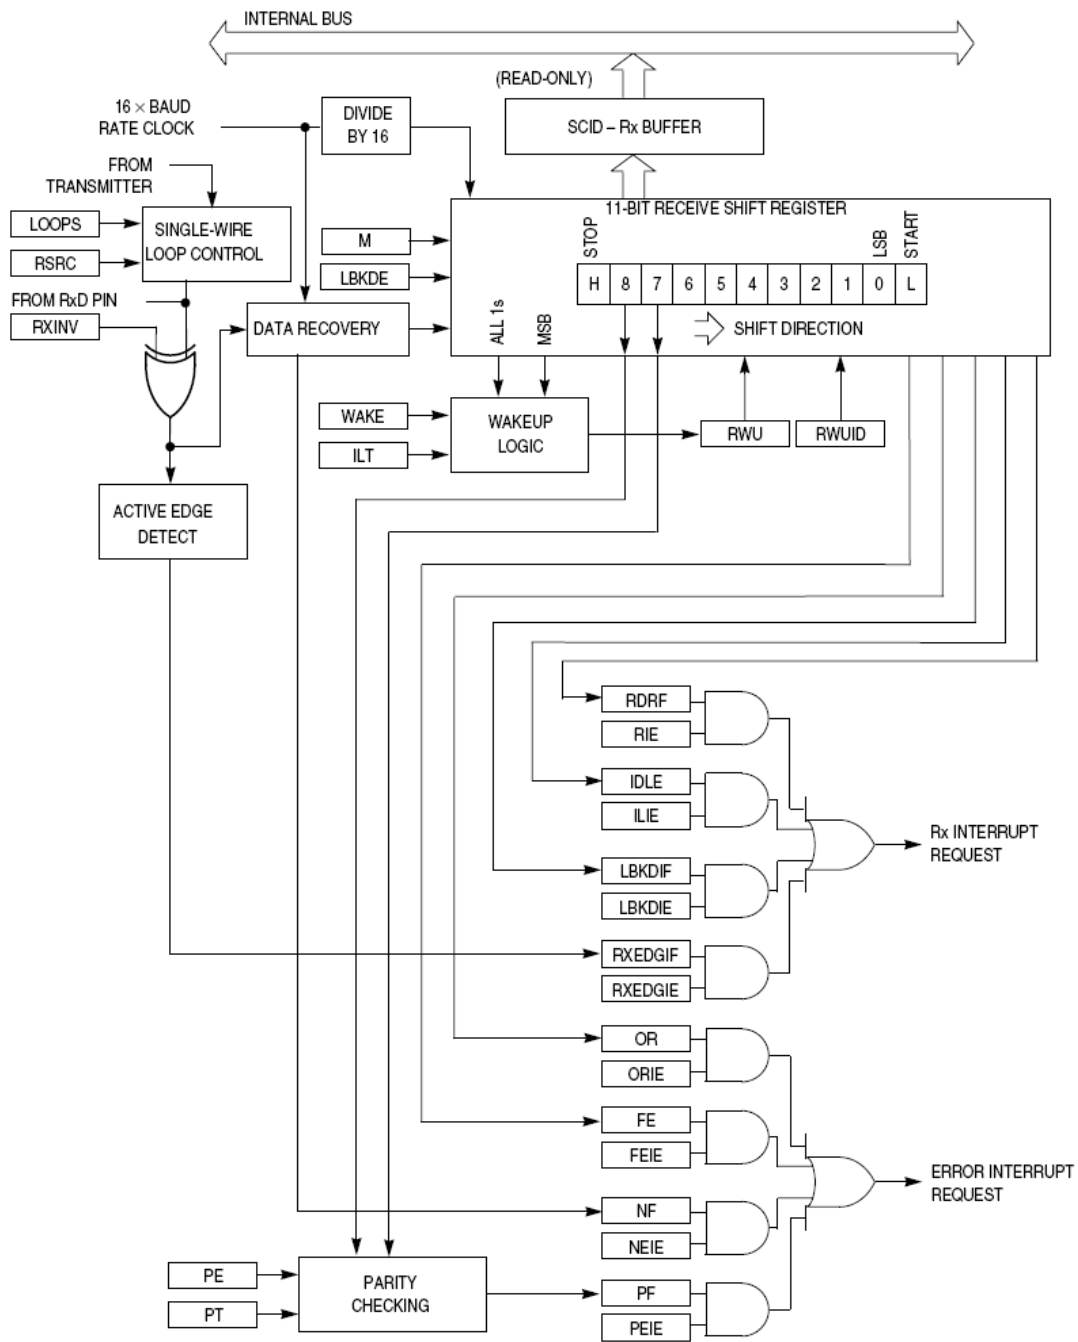 INTERNAL BUS
(READ-ONLY)
16 × BAUD
RATE CLOCK
DIVIDE
BY 16
SCID – Rx BUFFER
FROM
TRANSMITTER
11-BIT RECEIVE SHIFT REGISTER
LOOPS
SINGLE-WIRE
LOOP CONTROL
RSRC
M
LBKDE
STOP
LSB
START
H 8 7 6 5 4 3 2 1 0 L
FROM RxD PIN
RXINV
DATA RECOVERY
ALL 1s
MSB
SHIFT DIRECTION
WAKE
ILT
WAKEUP
LOGIC
RWU
RWUID
ACTIVE EDGE
DETECT
RDRF
RIE
IDLE
ILIE
Rx INTERRUPT
REQUEST
LBKDIF
LBKDIE
RXEDGIF
RXEDGIE
OR
ORIE
FE
FEIE
ERROR INTERRUPT
REQUEST
NF
NEIE
PE
PT
PARITY
CHECKING
PF
PEIE